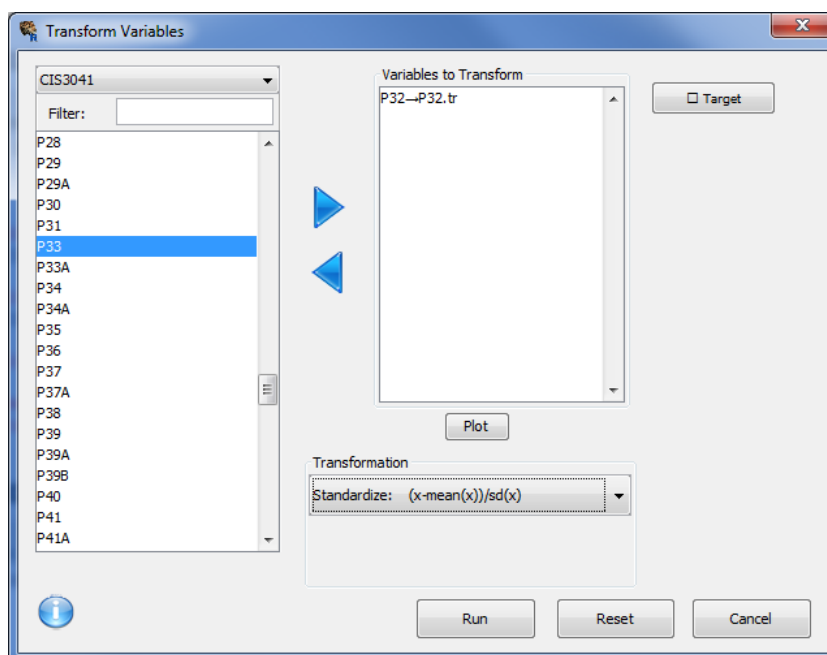 Transform Variables
CIS3041
Filter:
P28
P29
P29A
P30
P31
P33
P33A
P34
P34A
P35
P36
P37
P37A
P38
P39
P39A
P39B
P40
P41
P41A
Variables to Transform
P32→P32.tr
Target
Plot
Transformation
Standardize: (x-mean(x))/sd(x)
Run
Reset
Cancel